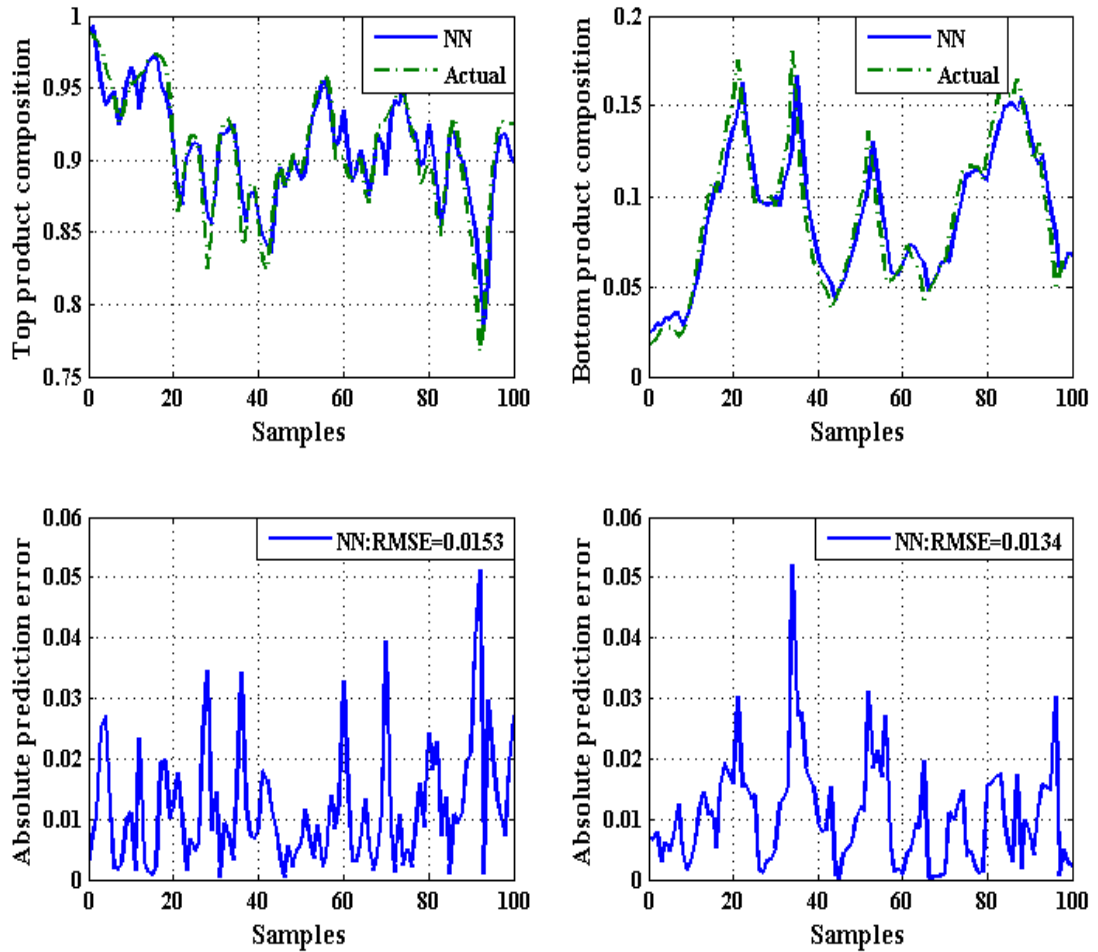 Top product composition
1
0.95
0.9
0.85
0.8
0.75
NN
Actual
0 20 40 60 80 100
Samples
Bottom product composition
0.2
0.15
0.1
0.05
0
NN
Actual
0 20 40 60 80 100
Samples
Absolute prediction error
0.06
0.05
0.04
0.03
0.02
0.01
0
NN:RMSE=0.0153
0 20 40 60 80 100
Samples
Absolute prediction error
0.06
0.05
0.04
0.03
0.02
0.01
0
NN:RMSE=0.0134
0 20 40 60 80 100
Samples